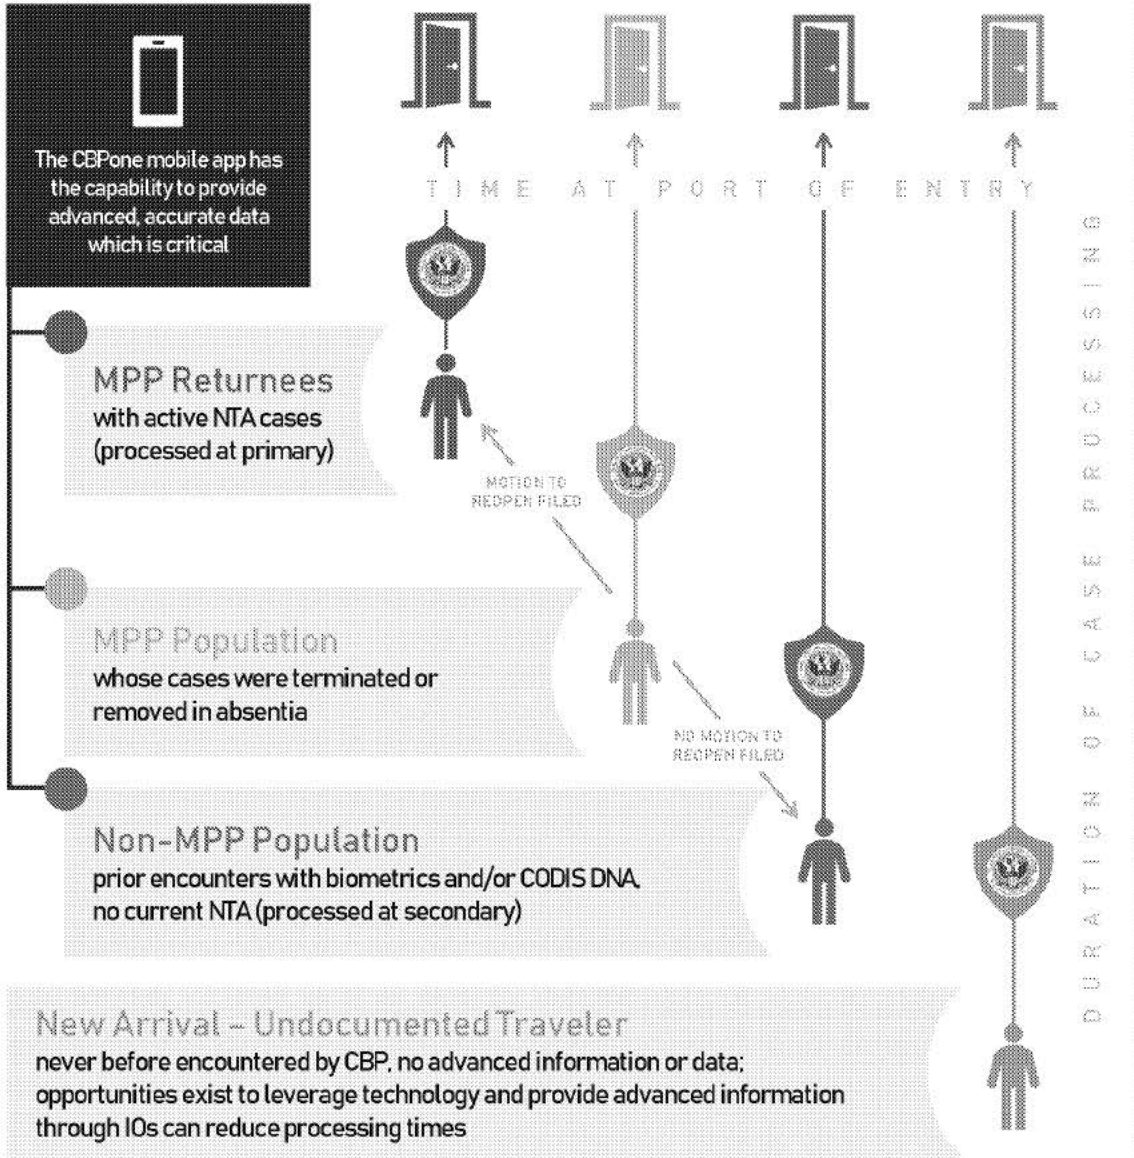 The CBPone mobile app has
the capability to provide
advanced, accurate data
which is critical
TIME AT PORT OF ENTRY
DURATION OF CASE PROCESSING
MPP Returnees
with active NTA cases
(processed at primary)
MOTION TO
REOPEN FILED
MPP Population
whose cases were terminated or
removed in absentia
NO MOTION TO
REOPEN FILED
Non-MPP Population
prior encounters with biometrics and/or CODIS DNA,
no current NTA (processed at secondary)
New Arrival – Undocumented Traveler
never before encountered by CBP, no advanced information or data;
opportunities exist to leverage technology and provide advanced information
through IOs can reduce processing times